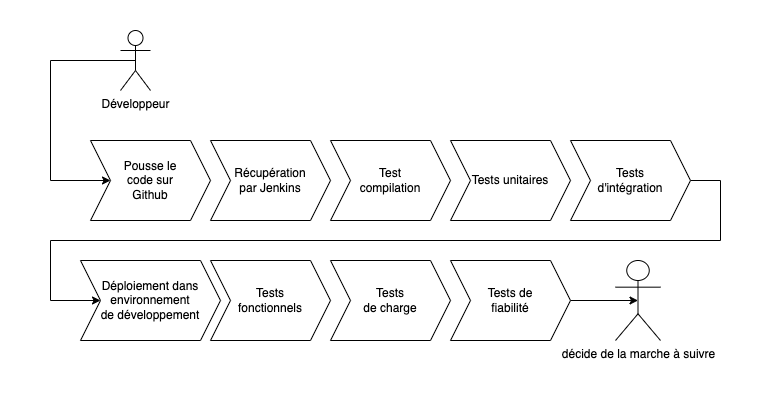 Développeur
Pousse le
code sur
Github
Récupération
par Jenkins
Test
compilation
Tests unitaires
Tests
d'intégration
Déploiement dans
environnement
de développement
Tests
fonctionnels
Tests
de charge
Tests de
fiabilité
décide de la marche à suivre